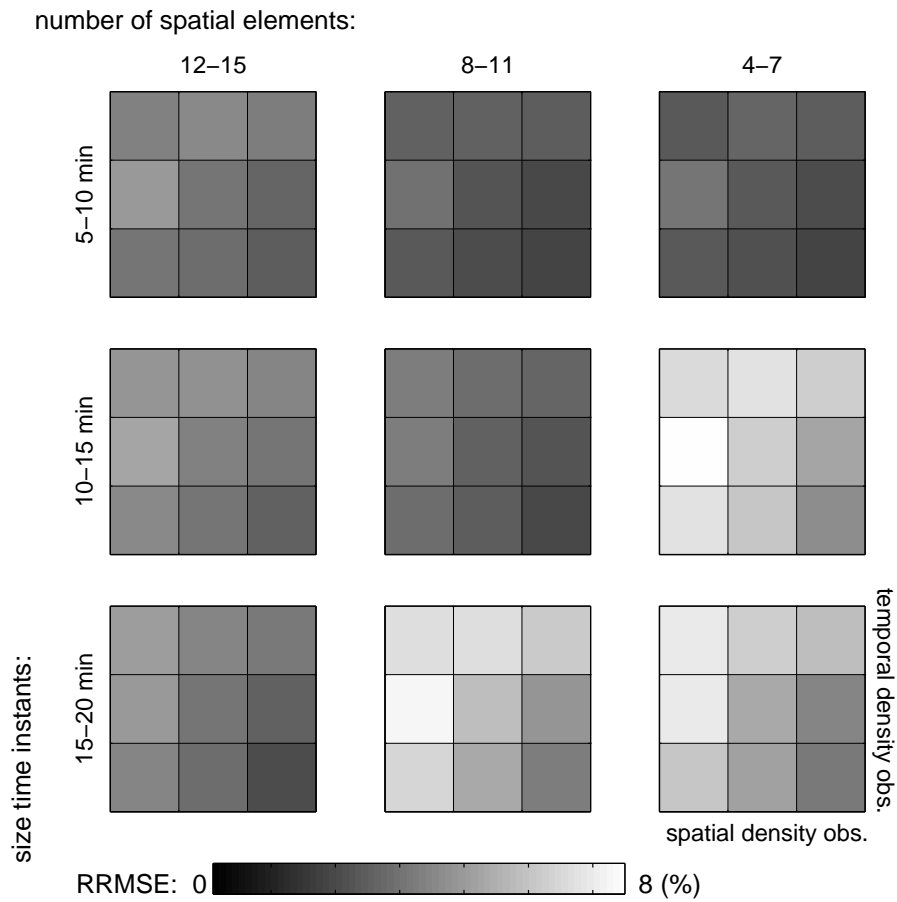 number of spatial elements:
12−15
8−11
4−7
5−10 min
10−15 min
15−20 min
size time instants:
temporal density obs.
spatial density obs.
RRMSE: 0
8 (%)